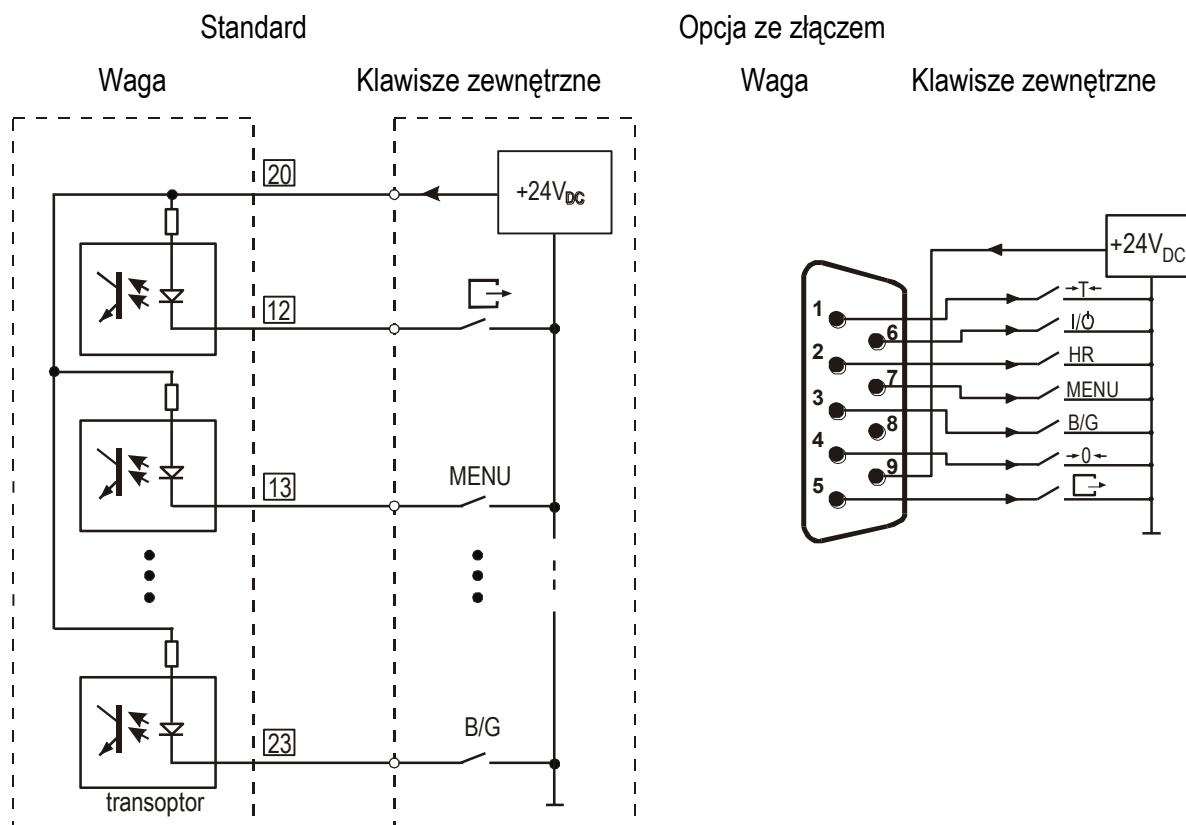 Standard
Waga
Klawisze zewnętrzne
20
+24VDC
12
13
MENU
23
B/G
transoptor
Opcja ze złączem
Waga
Klawisze zewnętrzne
+24VDC
1
2
3
4
5
6
7
8
9
→T←
I/⏻
HR
MENU
B/G
→0←